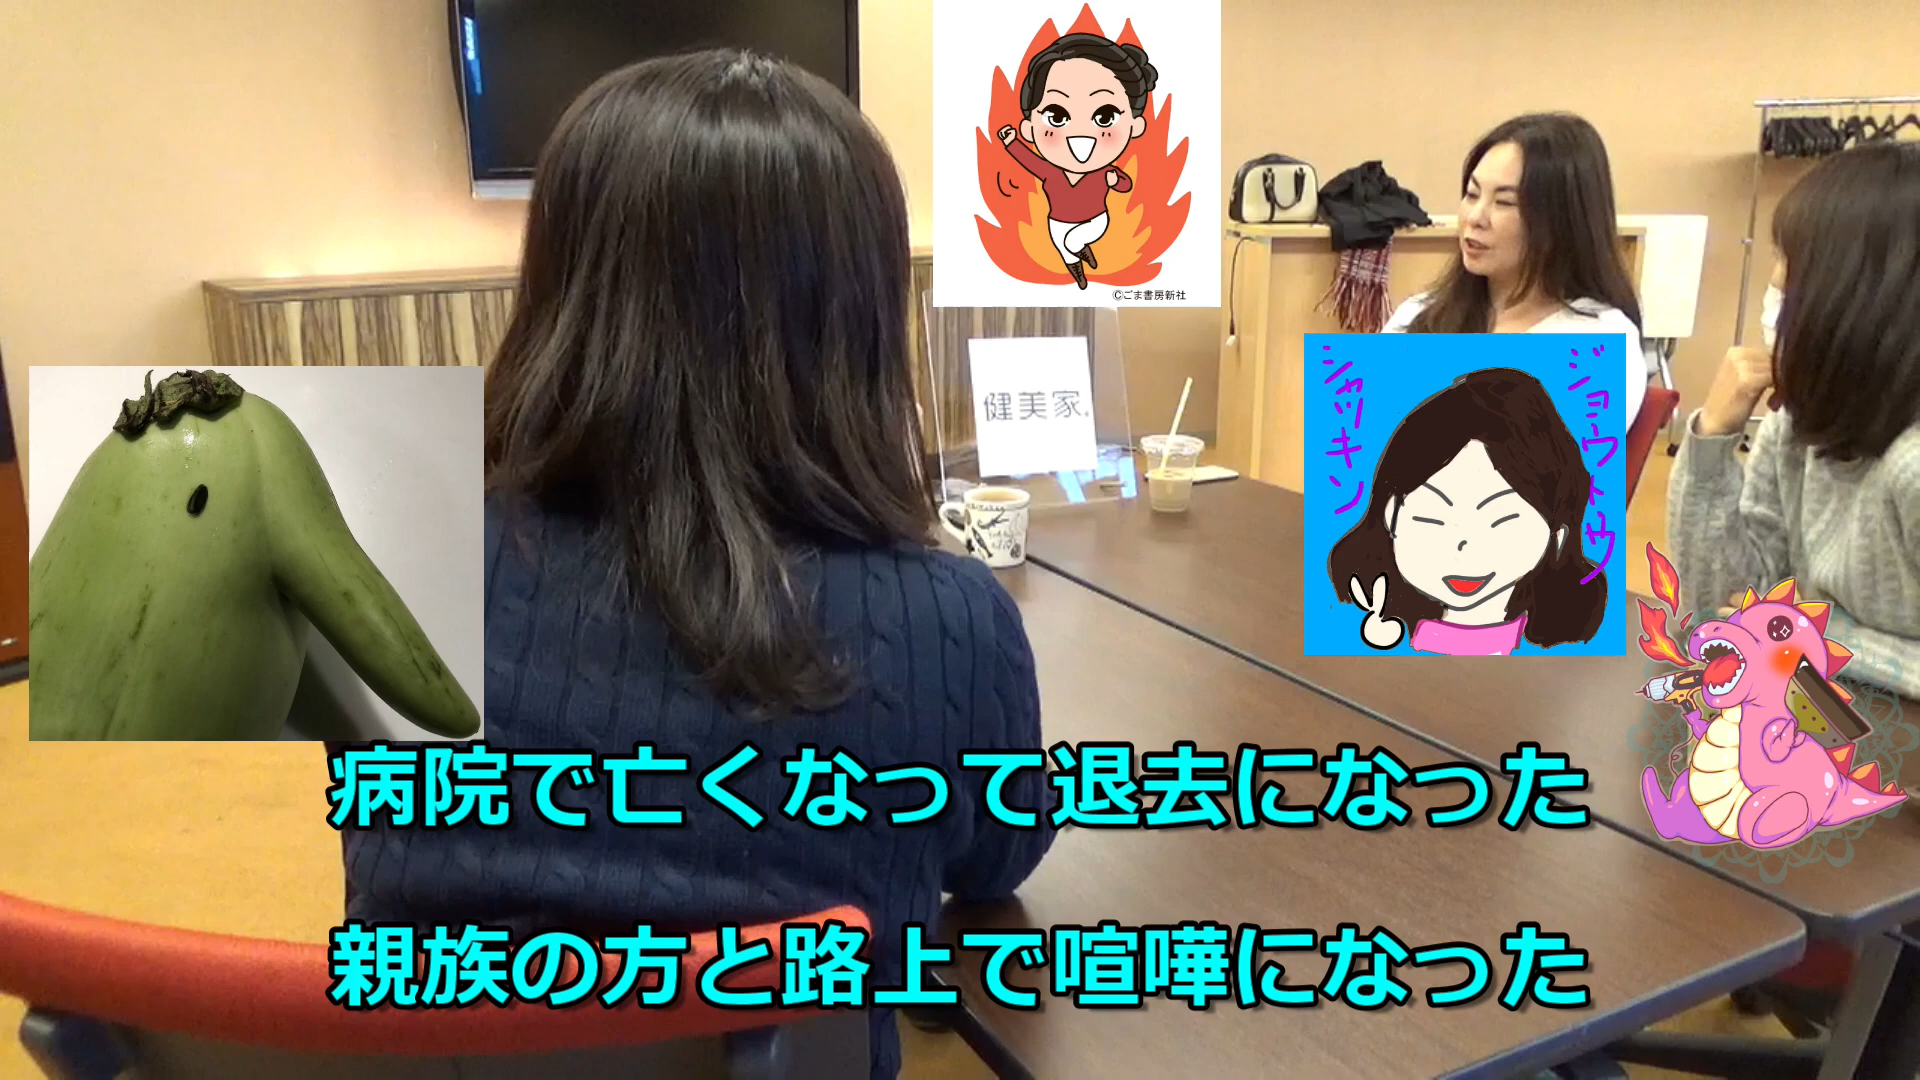 ©ごま書房新社
健美家
シャッキン
ジョウトウ
病院で亡くなって退去になった
親族の方と路上で喧嘩になった